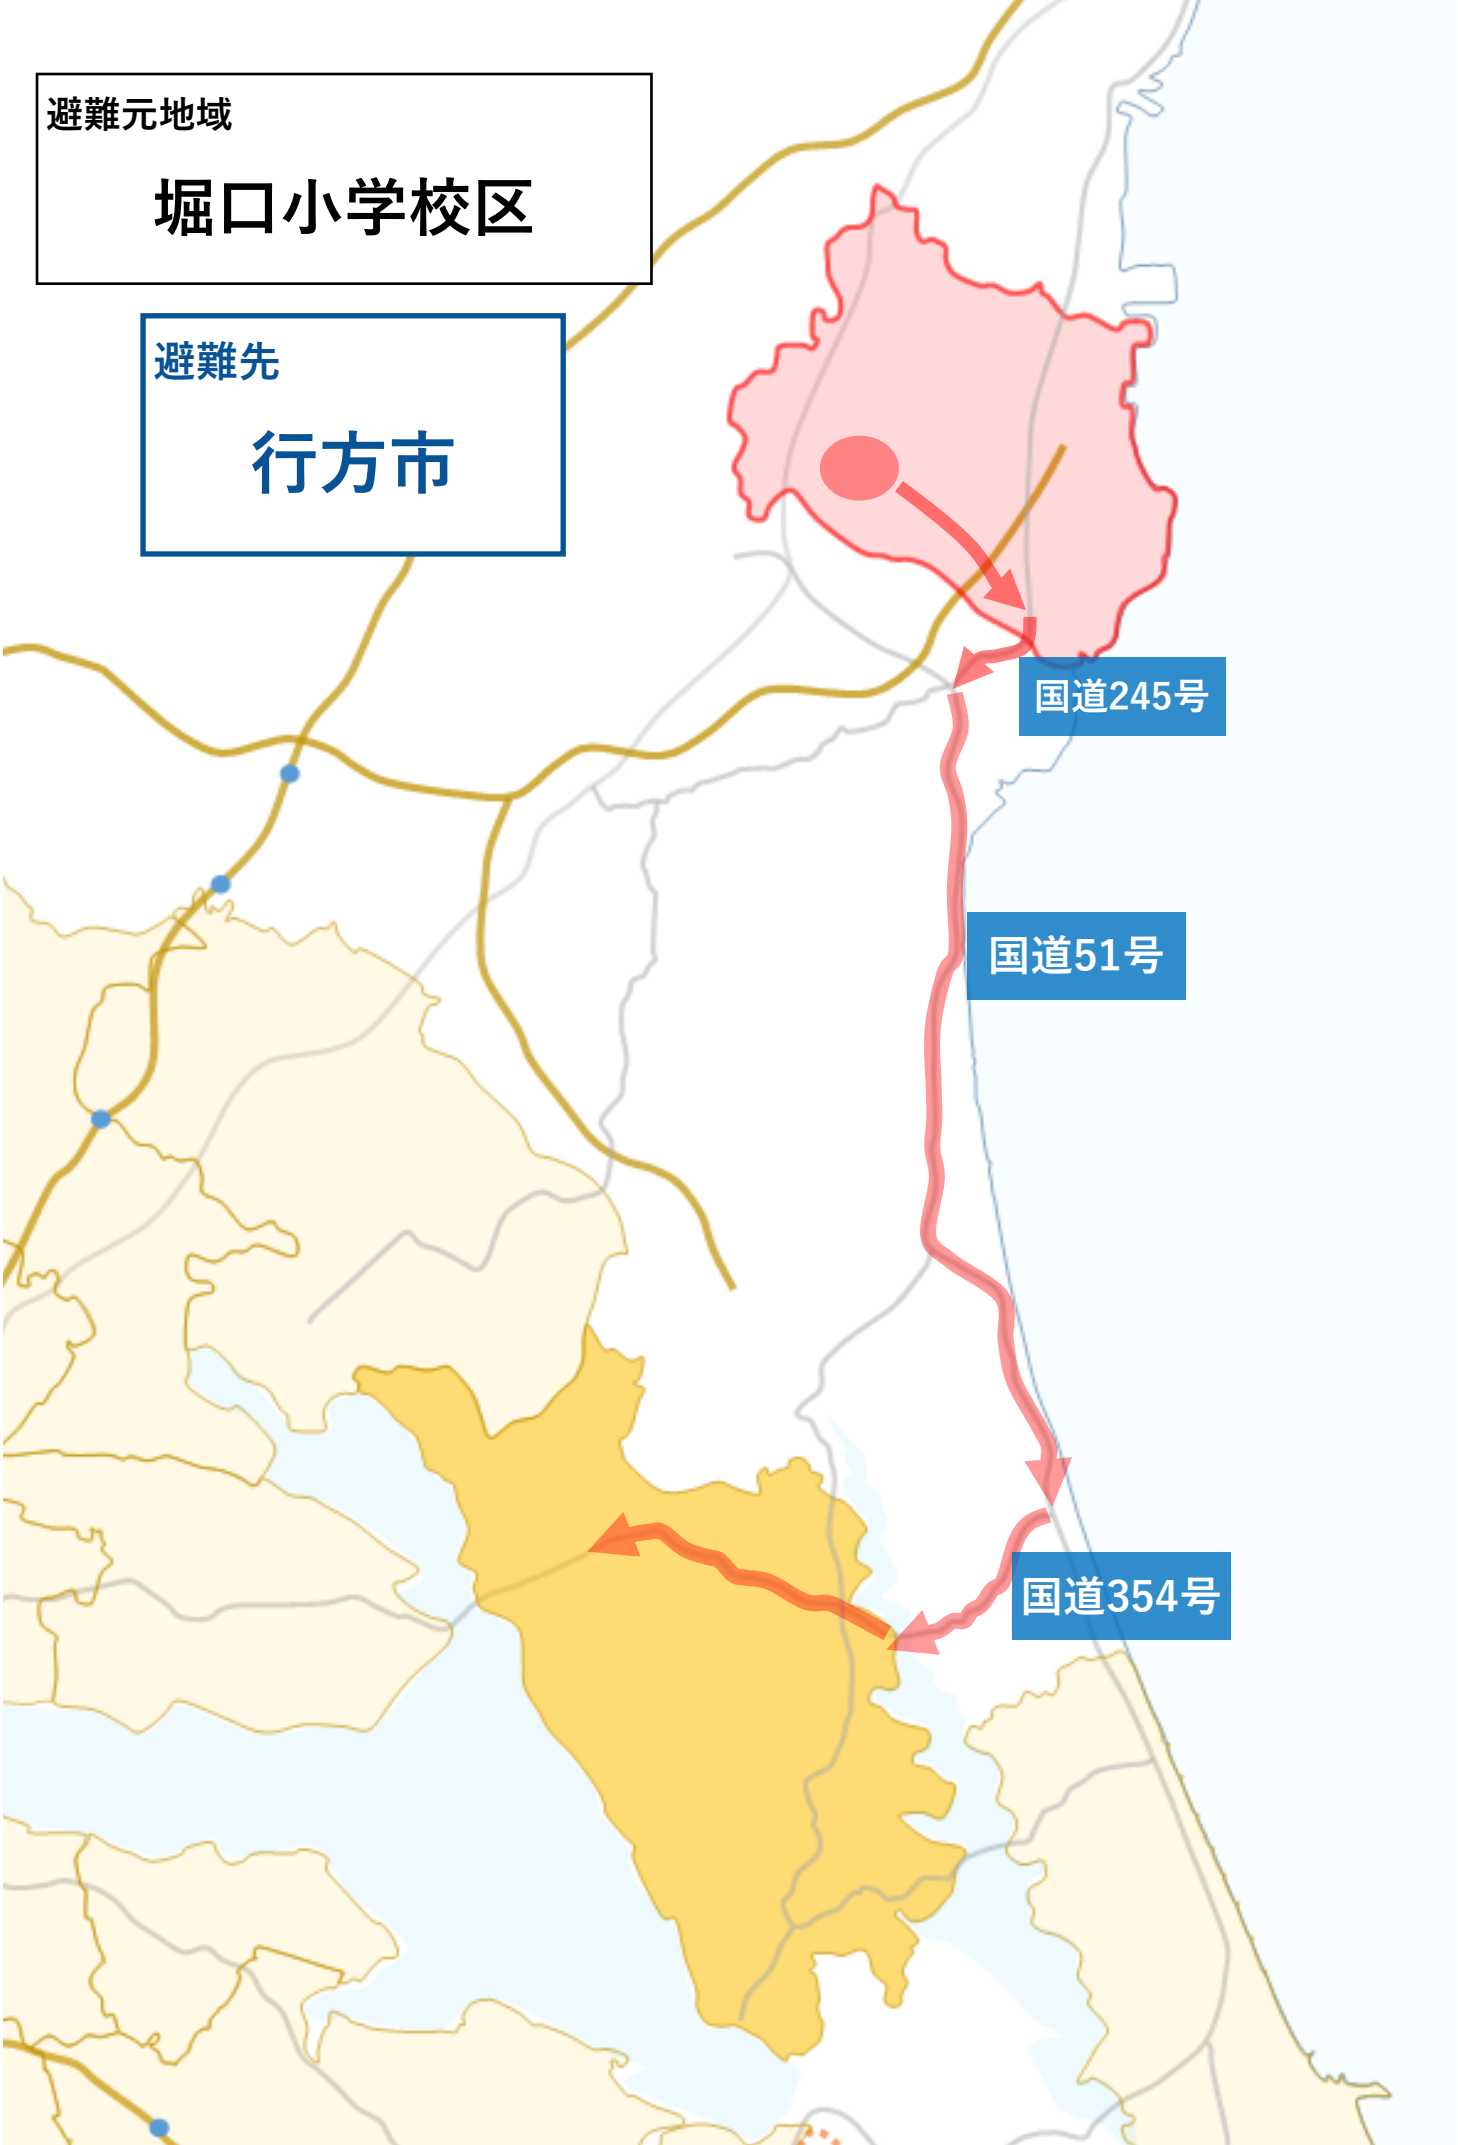 避難元地域
堀口小学校区
避難先
行方市
国道245号
国道51号
国道354号